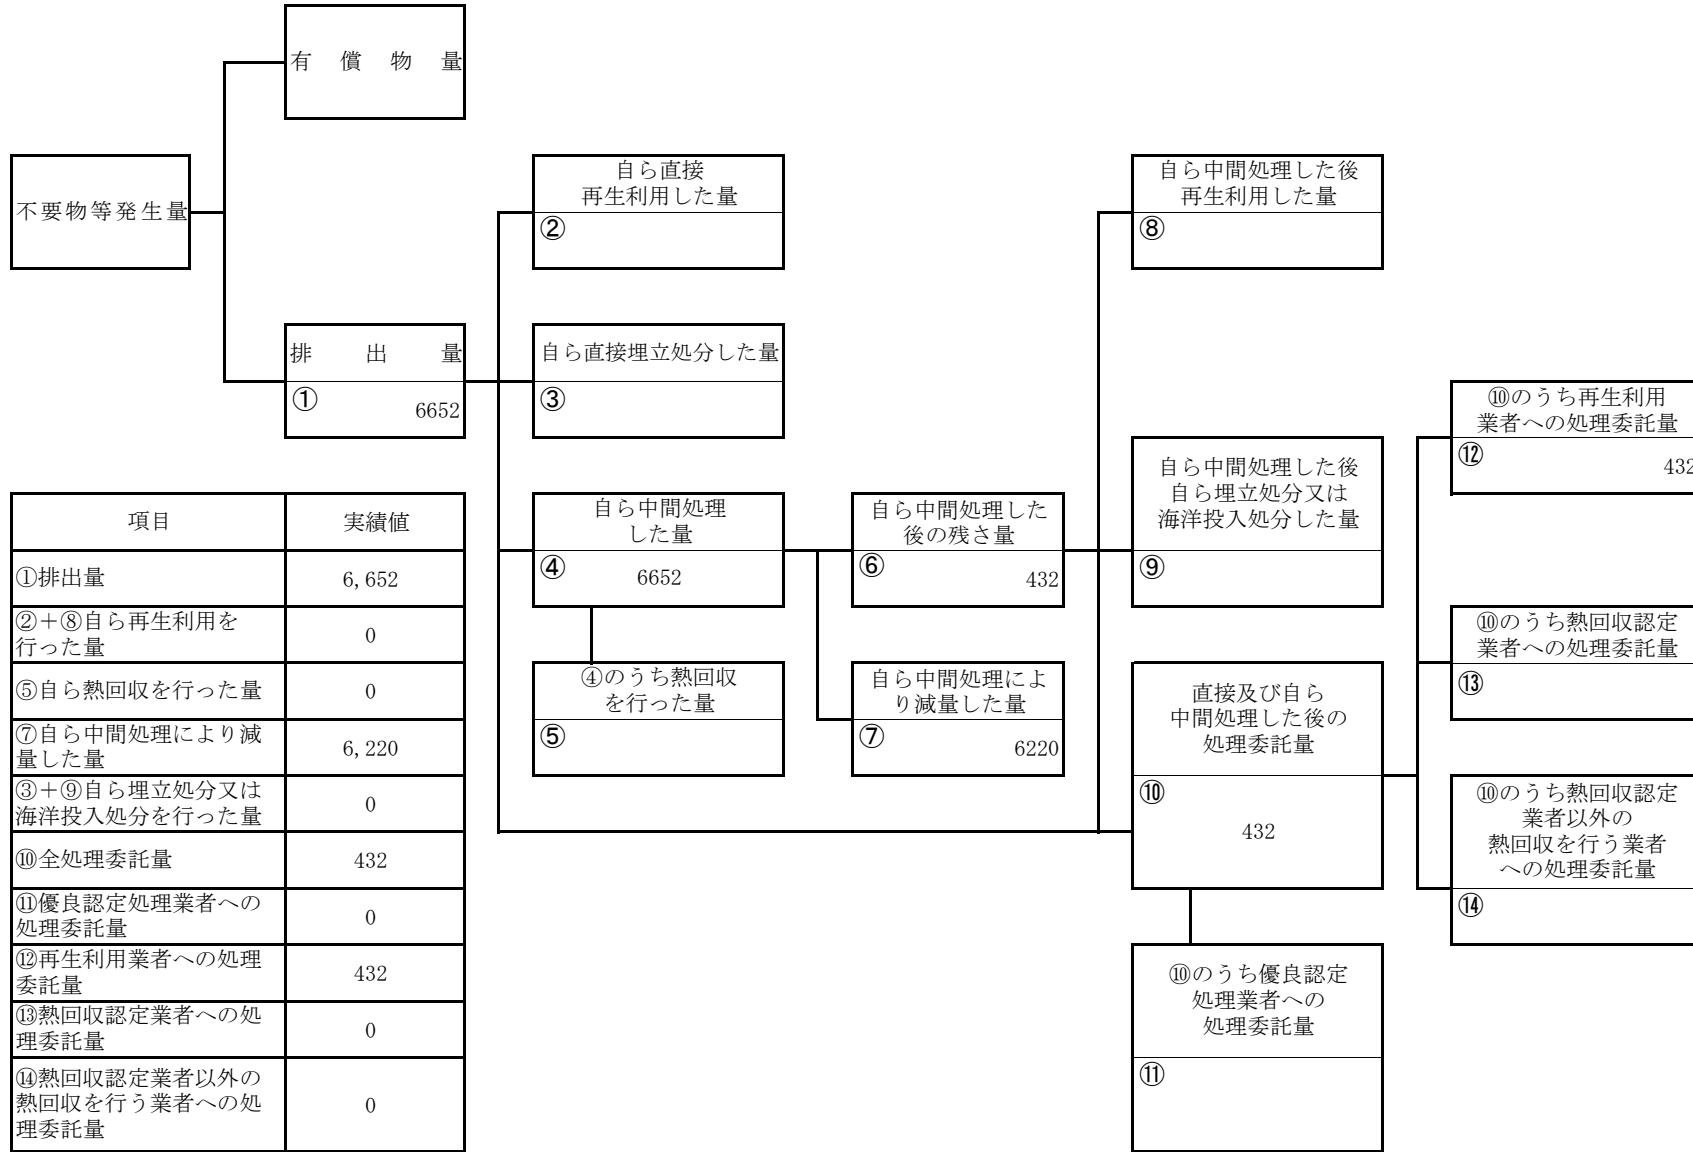 有償物量
不要物等発生量
排出量
①
6652
自ら直接
再生利用した量
②
自ら直接埋立処分した量
③
自ら中間処理
した量
④
6652
④のうち熱回収
を行った量
⑤
自ら中間処理した
後の残さ量
⑥
432
自ら中間処理によ
り減量した量
⑦
6220
自ら中間処理した後
再生利用した量
⑧
自ら中間処理した後
自ら埋立処分又は
海洋投入処分した量
⑨
直接及び自ら
中間処理した後の
処理委託量
⑩
432
⑩のうち優良認定
処理業者への
処理委託量
⑪
⑩のうち再生利用
業者への処理委託量
⑫
432
⑩のうち熱回収認定
業者への処理委託量
⑬
⑩のうち熱回収認定
業者以外の
熱回収を行う業者
への処理委託量
⑭
項目 実績値
①排出量 6,652
②＋⑧自ら再生利用を
行った量 0
⑤自ら熱回収を行った量 0
⑦自ら中間処理により減
量した量 6,220
③＋⑨自ら埋立処分又は
海洋投入処分を行った量 0
⑩全処理委託量 432
⑪優良認定処理業者への
処理委託量 0
⑫再生利用業者への処理
委託量 432
⑬熱回収認定業者への処
理委託量 0
⑭熱回収認定業者以外の
熱回収を行う業者への処
理委託量 0